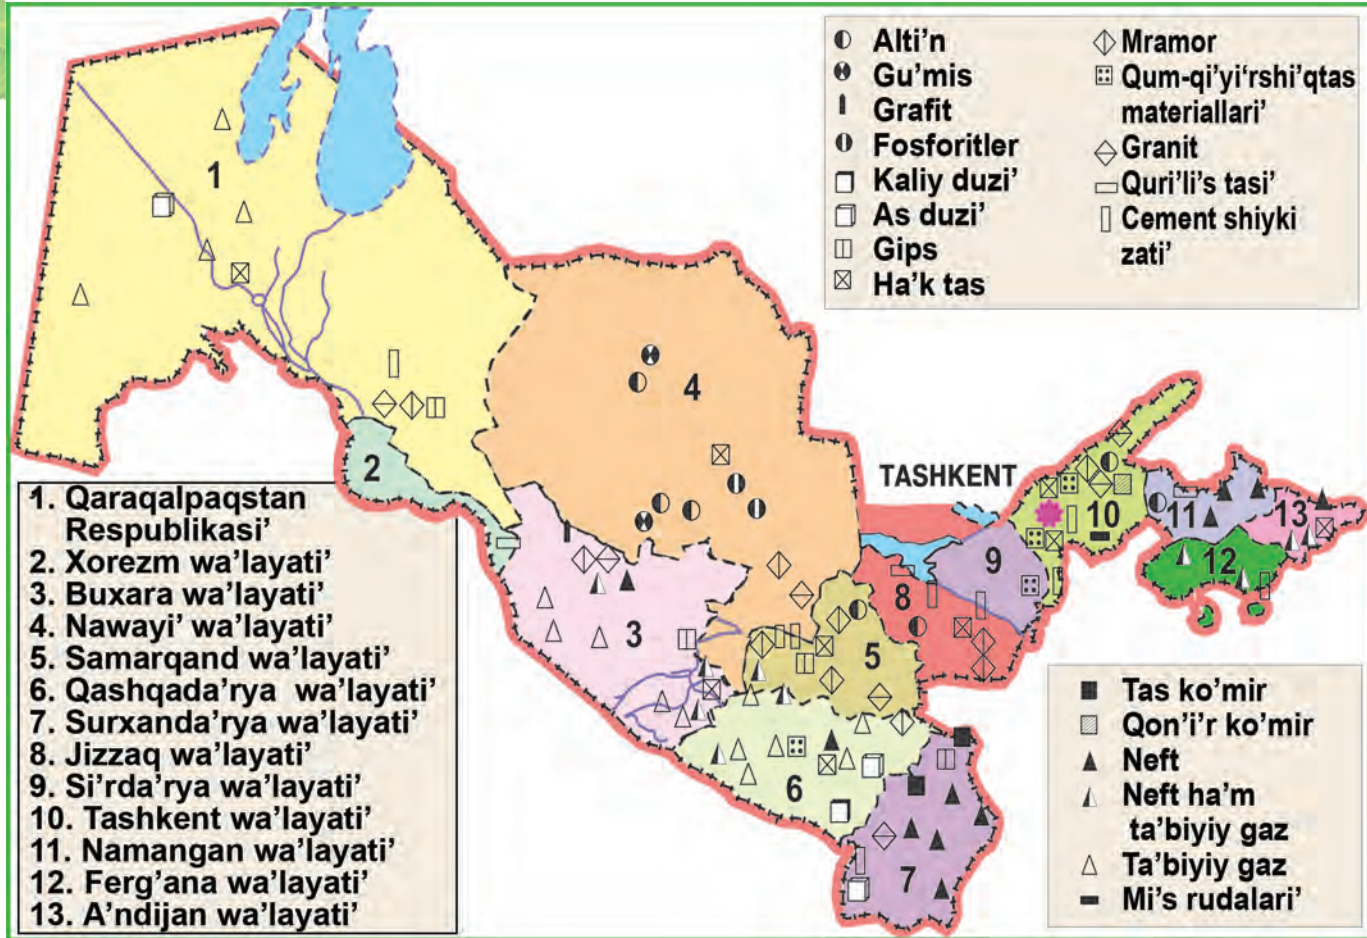 Alti’n
Gu’mis
Grafit
Fosforitler
Kaliy duzi’
As duzi’
Gips
Ha’k tas
Mramor
Qum-qi’yi‘rshi’qtas
materiallari’
Granit
Quri’li’s tasi’
Cement shiyki
zati’
1
2
3
4
5
6
7
8
9
10
11
12
13
TASHKENT
1. Qaraqalpaqstan
Respublikasi’
2. Xorezm wa’layati’
3. Buxara wa’layati’
4. Nawayi’ wa’layati’
5. Samarqand wa’layati’
6. Qashqada’rya wa’layati’
7. Surxanda’rya wa’layati’
8. Jizzaq wa’layati’
9. Si’rda’rya wa’layati’
10. Tashkent wa’layati’
11. Namangan wa’layati’
12. Ferg’ana wa’layati’
13. A’ndijan wa’layati’
Tas ko’mir
Qon’i’r ko’mir
Neft
Neft ha’m
ta’biyiy gaz
Ta’biyiy gaz
Mi’s rudalari’